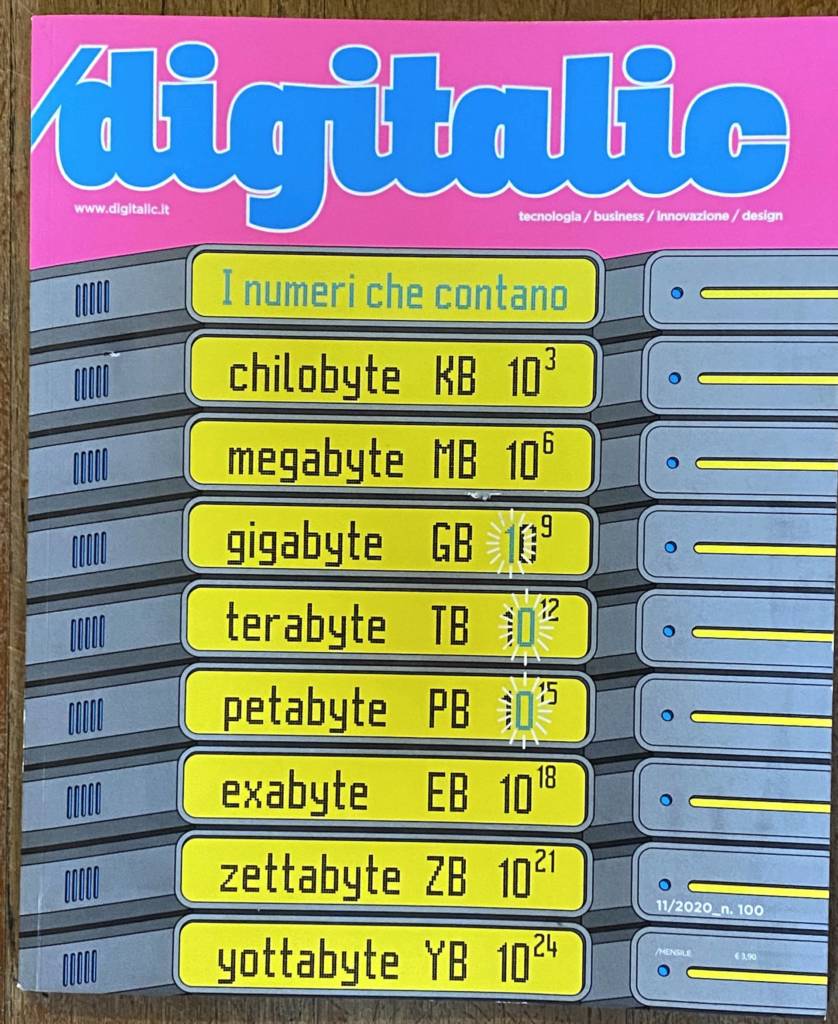 /digitalic
www.digitalic.it
tecnologia / business / innovazione / design
I numeri che contano
chilobyte KB 10³
megabyte MB 10⁶
gigabyte GB 10⁹
terabyte TB 10¹²
petabyte PB 10¹⁵
exabyte EB 10¹⁸
zettabyte ZB 10²¹
yottabyte YB 10²⁴
11/2020_n. 100
/MENSILE € 3,90